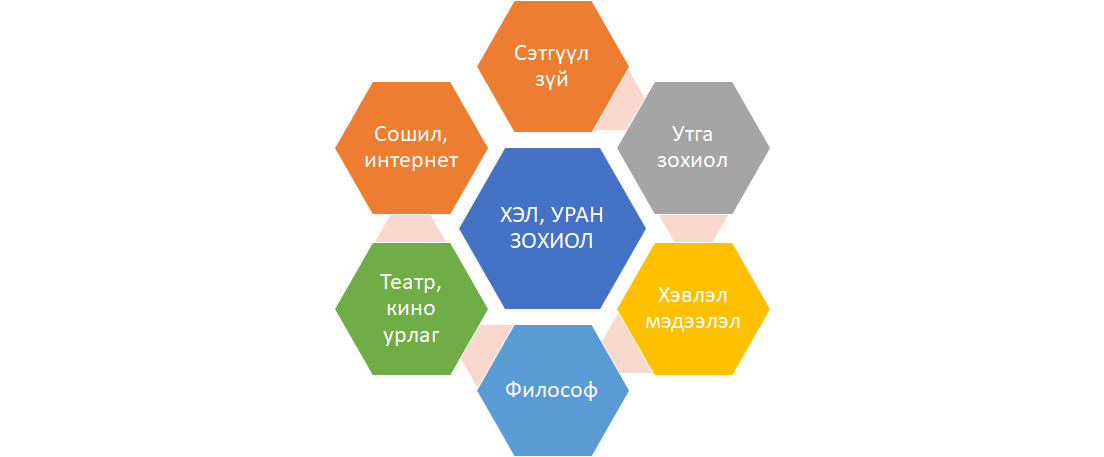 Сэтгүүл
зүй
Утга
зохиол
Хэвлэл
мэдээлэл
Философ
Театр,
кино
урлаг
Сошил,
интернет
ХЭЛ, УРАН
ЗОХИОЛ